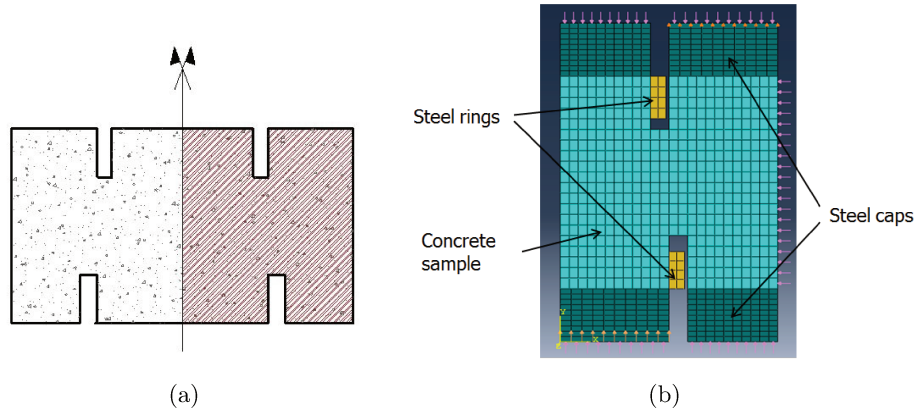 Steel rings
Concrete
sample
Steel caps
Y
X
(a)
(b)